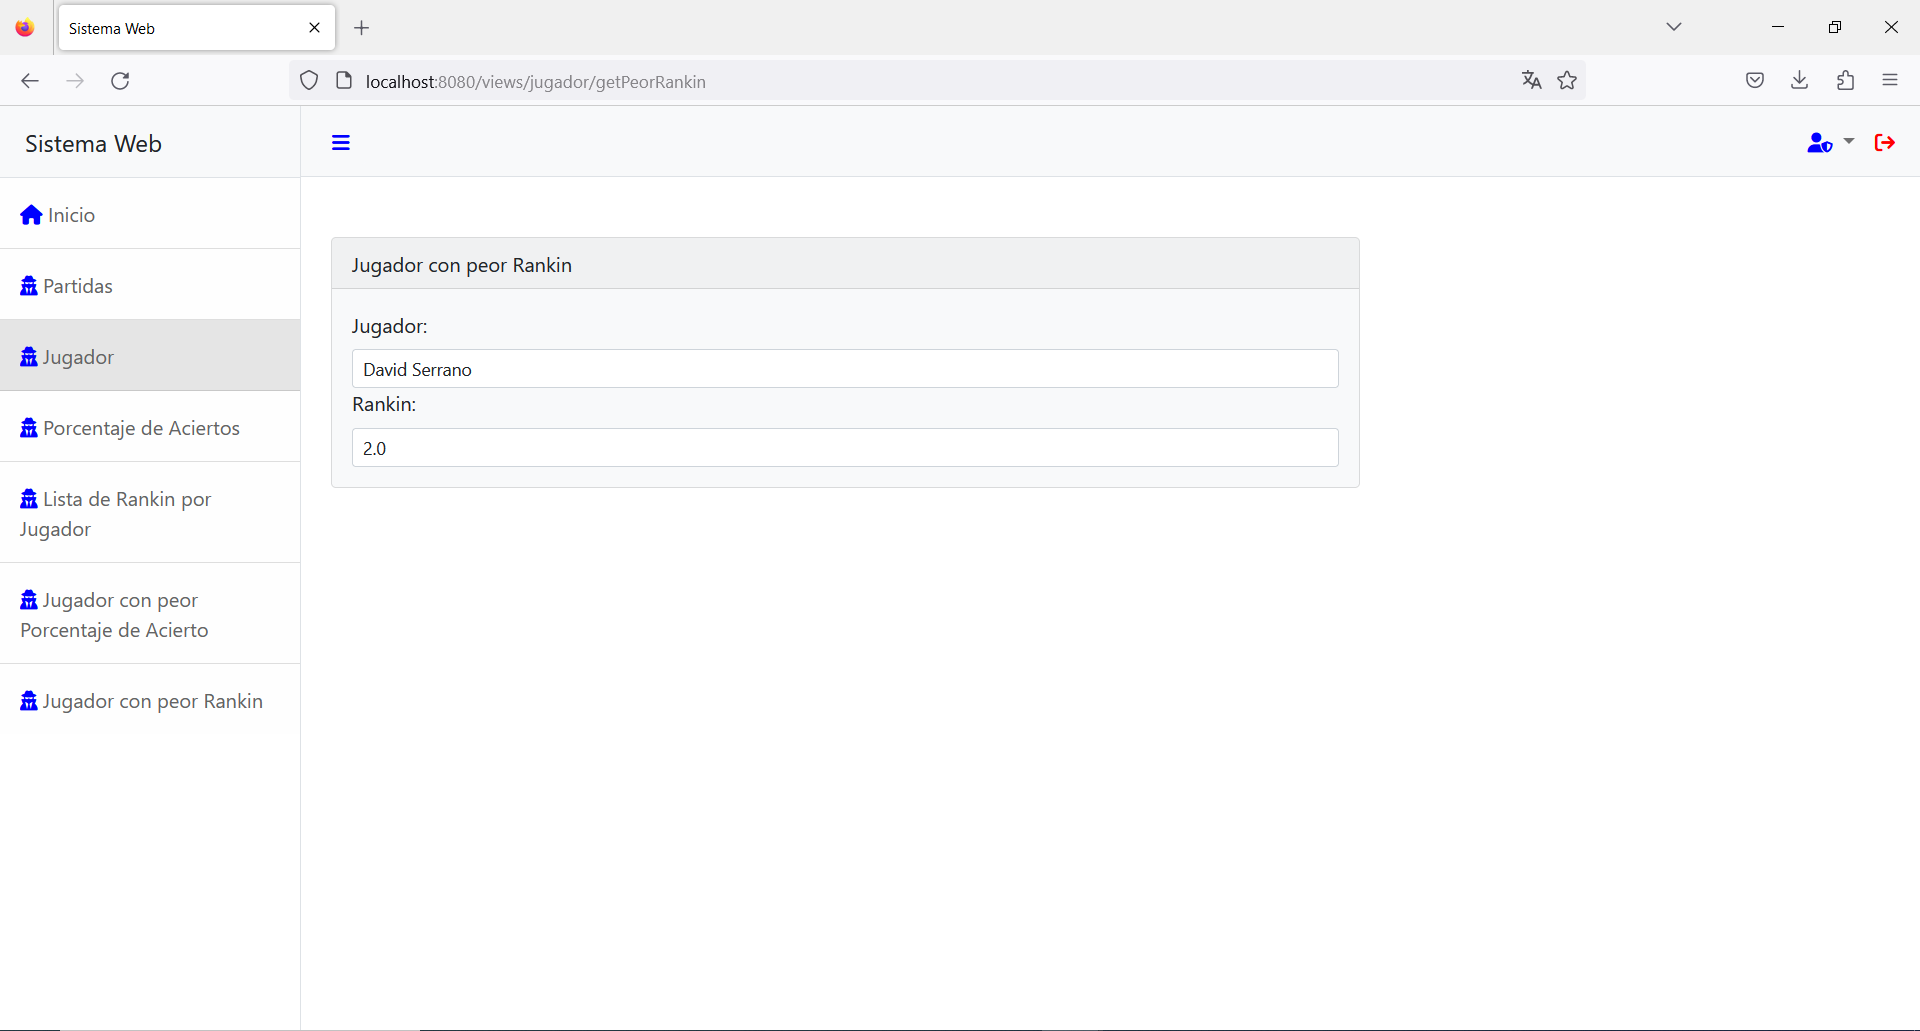 Sistema Web
localhost:8080/views/jugador/getPeorRankin
Sistema Web
Inicio
Partidas
Jugador
Porcentaje de Aciertos
Lista de Rankin por
Jugador
Jugador con peor
Porcentaje de Acierto
Jugador con peor Rankin
Jugador con peor Rankin
Jugador:
David Serrano
Rankin:
2.0